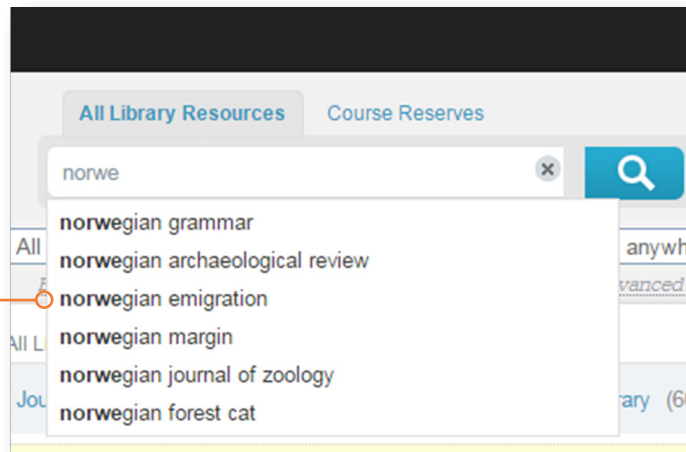 All Library Resources Course Reserves
norwe
norwegian grammar
All anywh
norwegian archaeological review
vanced
norwegian emigration
All L
norwegian margin
norwegian journal of zoology
Jou rary (6
norwegian forest cat